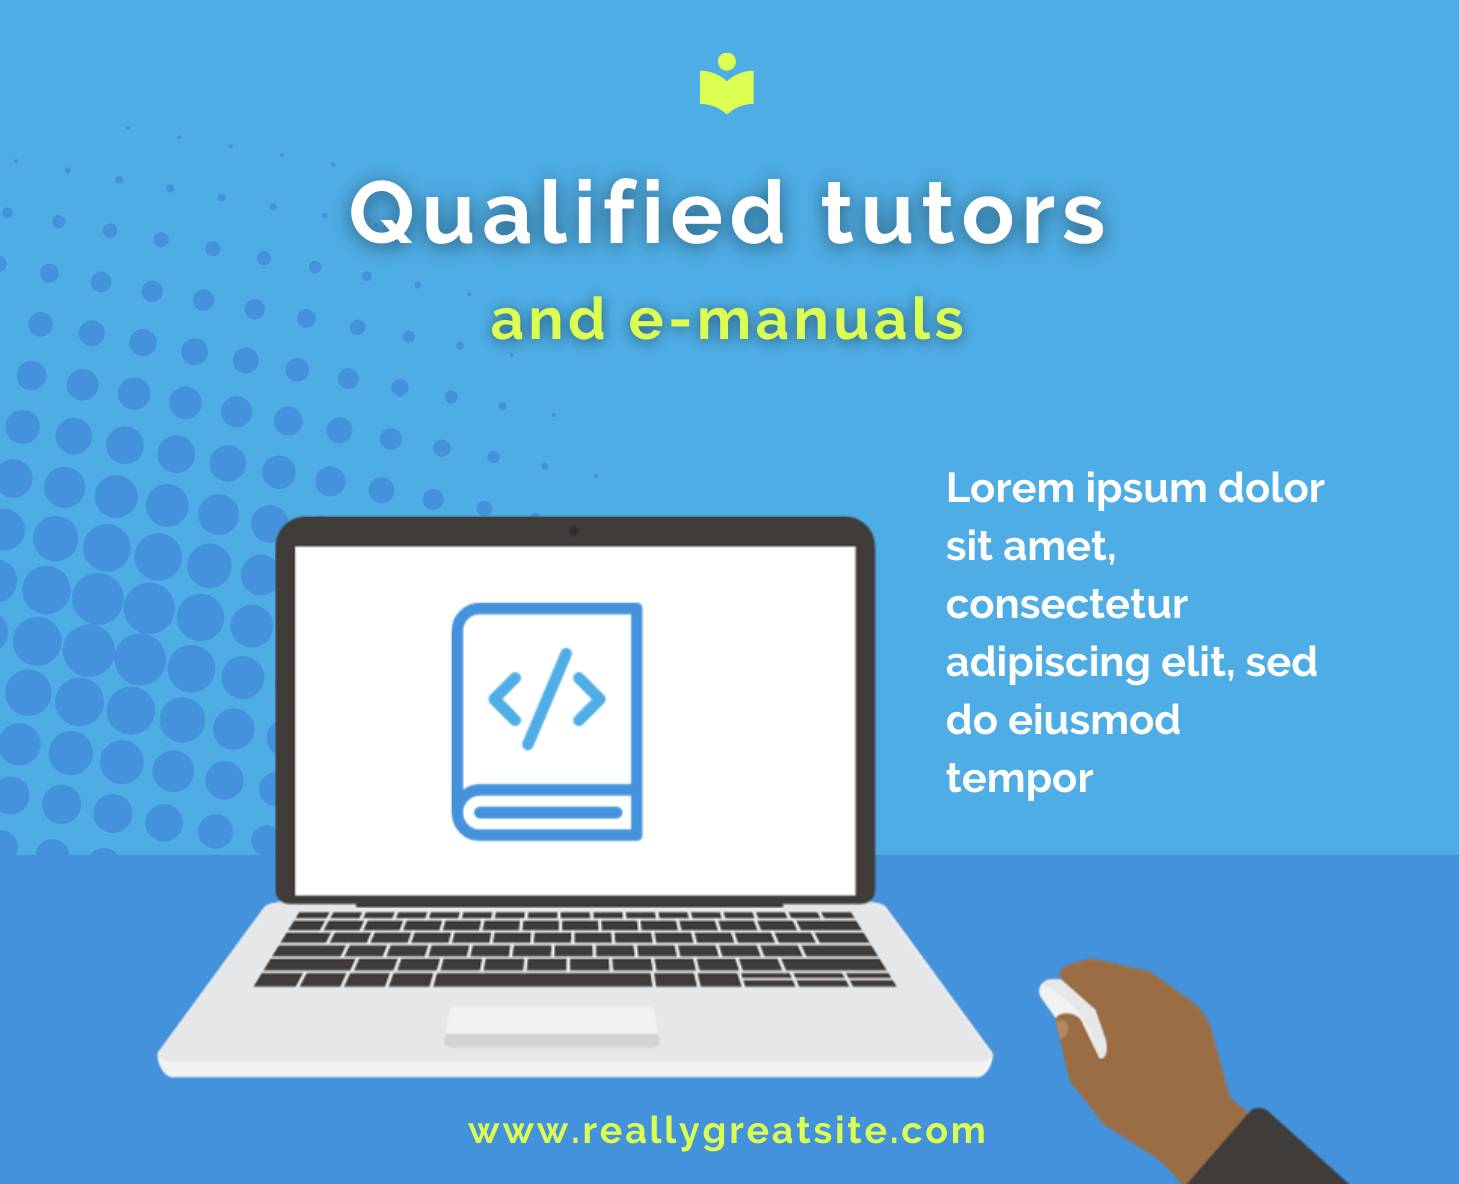 Qualified tutors
and e-manuals
Lorem ipsum dolor
sit amet,
consectetur
adipiscing elit, sed
do eiusmod
tempor
</>
www.reallygreatsite.com